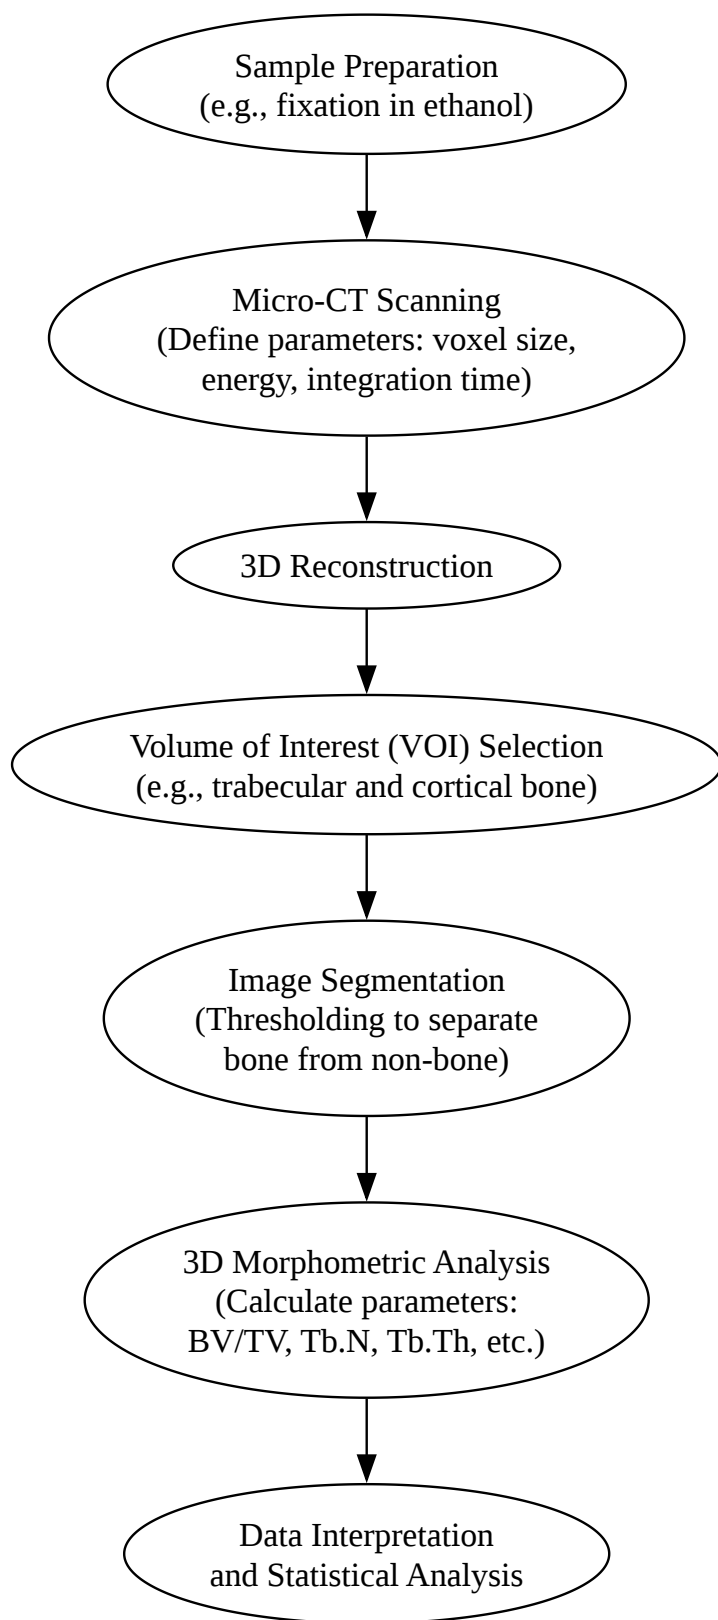 Sample Preparation
(e.g., fixation in ethanol)
Micro-CT Scanning
(Define parameters: voxel size,
energy, integration time)
3D Reconstruction
Volume of Interest (VOI) Selection
(e.g., trabecular and cortical bone)
Image Segmentation
(Thresholding to separate
bone from non-bone)
3D Morphometric Analysis
(Calculate parameters:
BV/TV, Tb.N, Tb.Th, etc.)
Data Interpretation
and Statistical Analysis